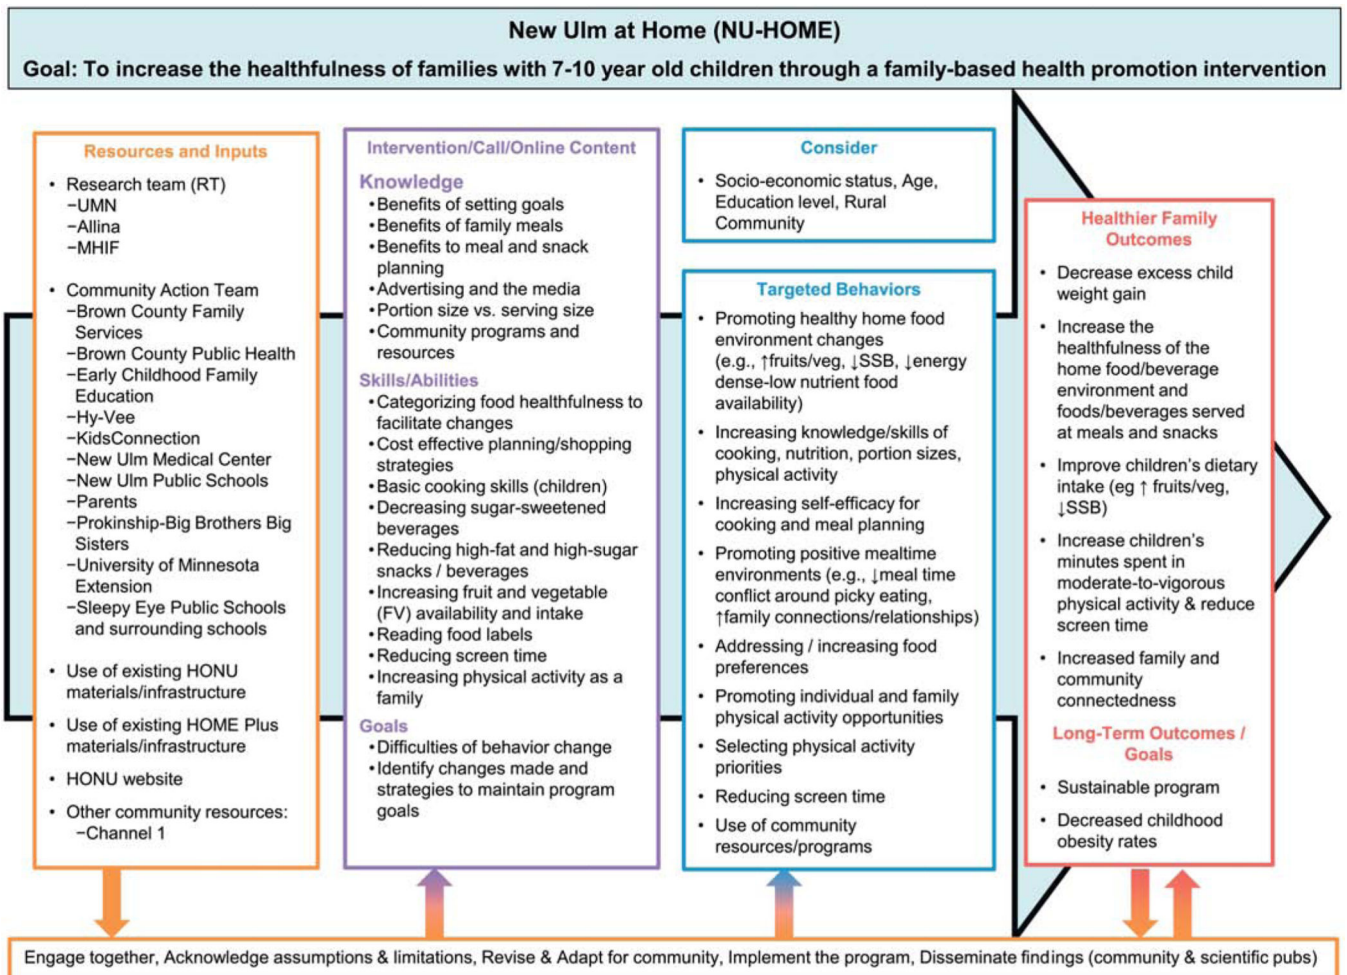 New Ulm at Home (NU-HOME)
Goal: To increase the healthfulness of families with 7-10 year old children through a family-based health promotion intervention
Resources and Inputs
• Research team (RT)
−UMN
−Allina
−MHIF
• Community Action Team
−Brown County Family
Services
−Brown County Public Health
−Early Childhood Family
Education
−Hy-Vee
−KidsConnection
−New Ulm Medical Center
−New Ulm Public Schools
−Parents
−Prokinship-Big Brothers Big
Sisters
−University of Minnesota
Extension
−Sleepy Eye Public Schools
and surrounding schools
• Use of existing HONU
materials/infrastructure
• Use of existing HOME Plus
materials/infrastructure
• HONU website
• Other community resources:
−Channel 1
Intervention/Call/Online Content
Knowledge
•Benefits of setting goals
•Benefits of family meals
•Benefits to meal and snack
planning
•Advertising and the media
•Portion size vs. serving size
•Community programs and
resources
Skills/Abilities
•Categorizing food healthfulness to
facilitate changes
•Cost effective planning/shopping
strategies
•Basic cooking skills (children)
•Decreasing sugar-sweetened
beverages
•Reducing high-fat and high-sugar
snacks / beverages
•Increasing fruit and vegetable
(FV) availability and intake
•Reading food labels
•Reducing screen time
•Increasing physical activity as a
family
Goals
•Difficulties of behavior change
•Identify changes made and
strategies to maintain program
goals
Consider
• Socio-economic status, Age,
Education level, Rural
Community
Targeted Behaviors
• Promoting healthy home food
environment changes
(e.g., ↑fruits/veg, ↓SSB, ↓energy
dense-low nutrient food
availability)
• Increasing knowledge/skills of
cooking, nutrition, portion sizes,
physical activity
• Increasing self-efficacy for
cooking and meal planning
• Promoting positive mealtime
environments (e.g., ↓meal time
conflict around picky eating,
↑family connections/relationships)
• Addressing / increasing food
preferences
• Promoting individual and family
physical activity opportunities
• Selecting physical activity
priorities
• Reducing screen time
• Use of community
resources/programs
Healthier Family
Outcomes
• Decrease excess child
weight gain
• Increase the
healthfulness of the
home food/beverage
environment and
foods/beverages served
at meals and snacks
• Improve children’s dietary
intake (eg ↑ fruits/veg,
↓SSB)
• Increase children’s
minutes spent in
moderate-to-vigorous
physical activity & reduce
screen time
• Increased family and
community
connectedness
Long-Term Outcomes /
Goals
• Sustainable program
• Decreased childhood
obesity rates
Engage together, Acknowledge assumptions & limitations, Revise & Adapt for community, Implement the program, Disseminate findings (community & scientific pubs)